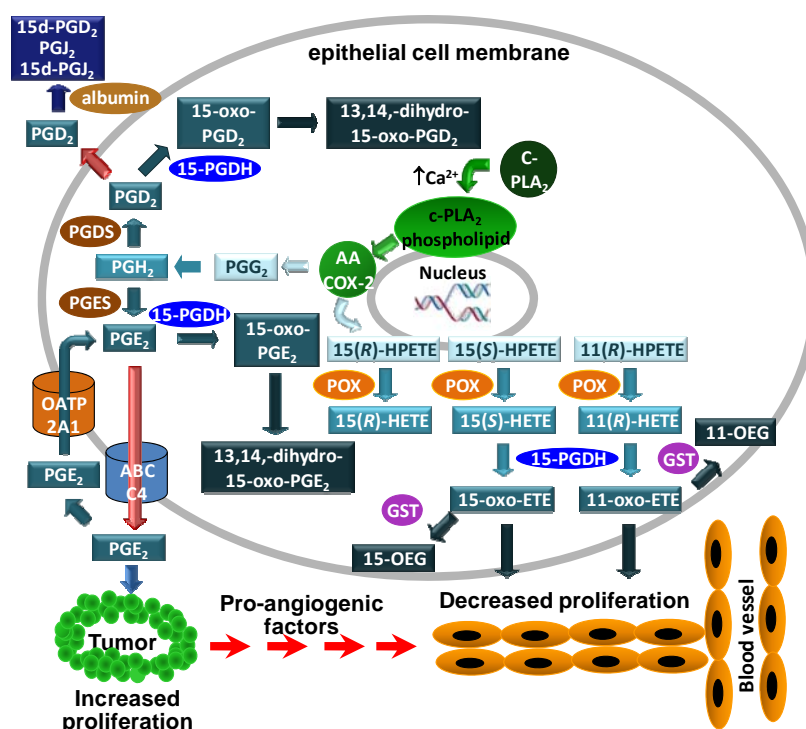 15d-PGD₂
PGJ₂
15d-PGJ₂
epithelial cell membrane
albumin
PGD₂
15-oxo-
PGD₂
13,14,-dihydro-
15-oxo-PGD₂
15-PGDH
↑Ca²⁺
C-
PLA₂
PGD₂
c-PLA₂
phospholipid
PGDS
PGH₂
PGG₂
AA
COX-2
Nucleus
PGES
15-PGDH
PGE₂
15-oxo-
PGE₂
15(R)-HPETE
15(S)-HPETE
11(R)-HPETE
POX
POX
POX
OATP
2A1
15(R)-HETE
15(S)-HETE
11(R)-HETE
11-OEG
13,14,-dihydro-
15-oxo-PGE₂
15-PGDH
GST
PGE₂
ABC
C4
GST
15-oxo-ETE
11-oxo-ETE
PGE₂
15-OEG
Tumor
Pro-angiogenic
factors
Decreased proliferation
Blood vessel
Increased
proliferation